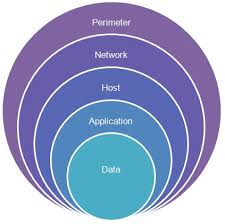 Perimeter
Network
Host
Application
Data